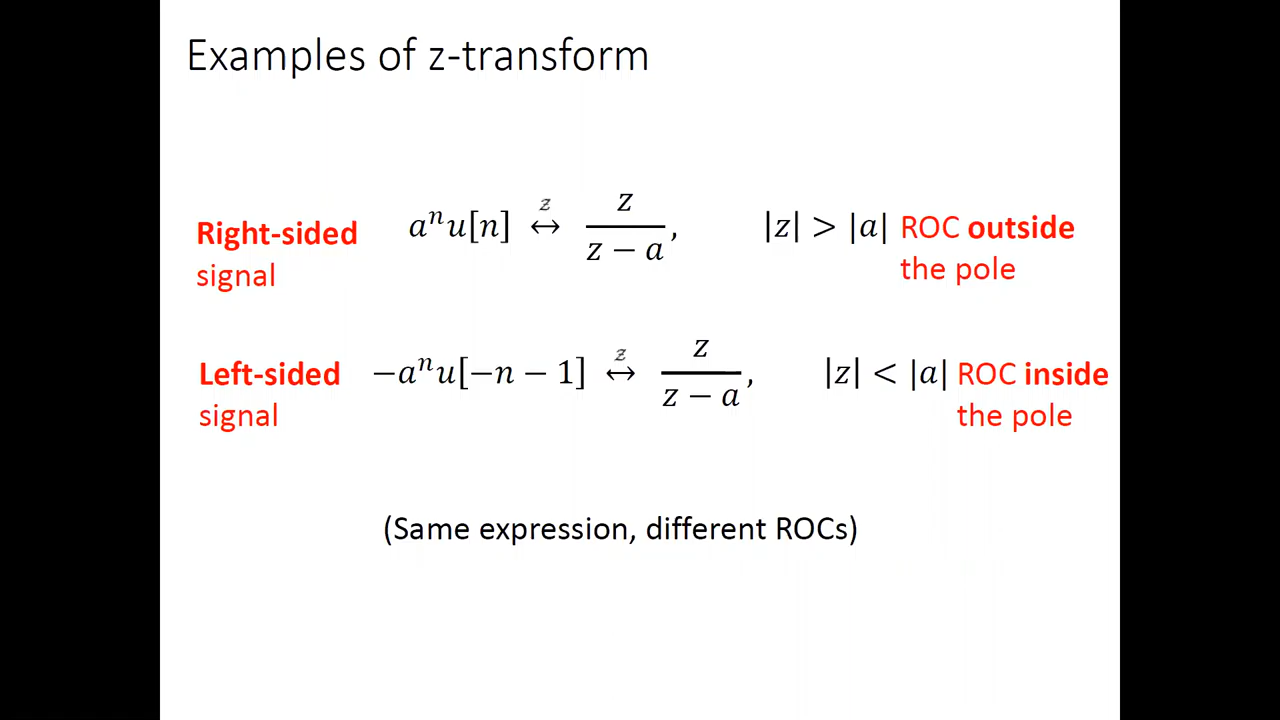 Examples of z-transform
Right-sided signal aⁿu[n] ↔ᶻ z/(z − a), |z| > |a| ROC outside the pole
Left-sided signal −aⁿu[−n − 1] ↔ᶻ z/(z − a), |z| < |a| ROC inside the pole
(Same expression, different ROCs)